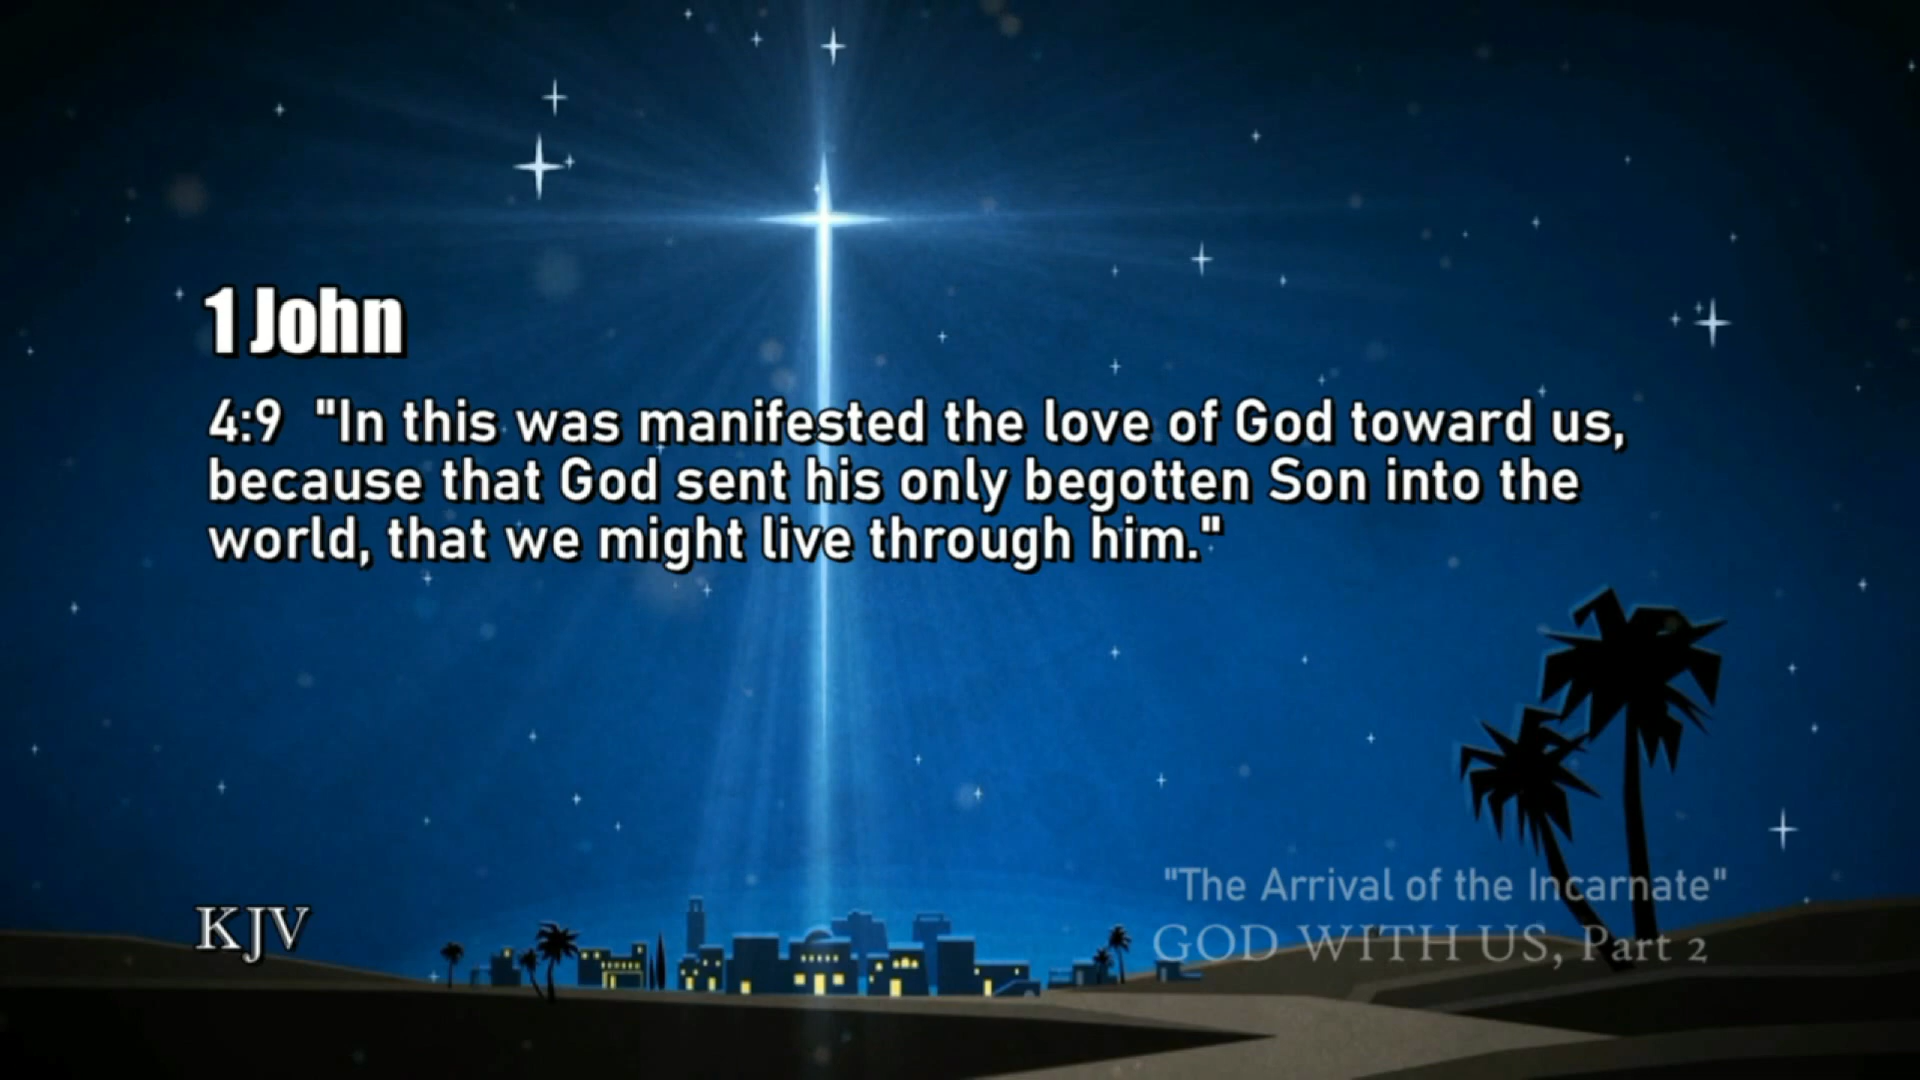 1 John
4:9 "In this was manifested the love of God toward us,
because that God sent his only begotten Son into the
world, that we might live through him."
"The Arrival of the Incarnate"
KJV
GOD WITH US, Part 2